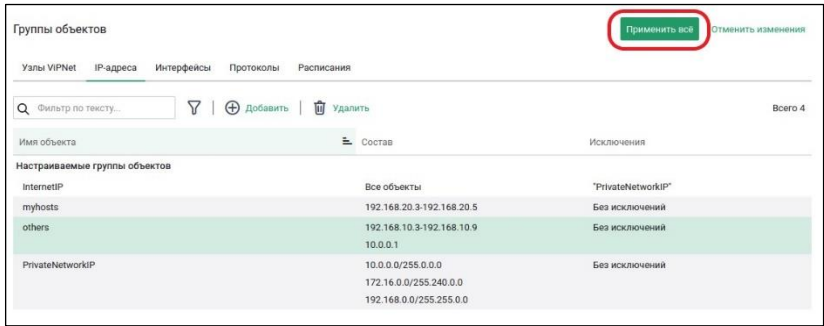 Группы объектов
Применить всё
Отменить изменения
Узлы ViPNet IP-адреса Интерфейсы Протоколы Расписания
Фильтр по тексту... Добавить Удалить Всего 4
Имя объекта Состав Исключения
Настраиваемые группы объектов
InternetIP Все объекты "PrivateNetworkIP"
myhosts 192.168.20.3-192.168.20.5 Без исключений
others 192.168.10.3-192.168.10.9 Без исключений
10.0.0.1
PrivateNetworkIP 10.0.0.0/255.0.0.0 Без исключений
172.16.0.0/255.240.0.0
192.168.0.0/255.255.0.0